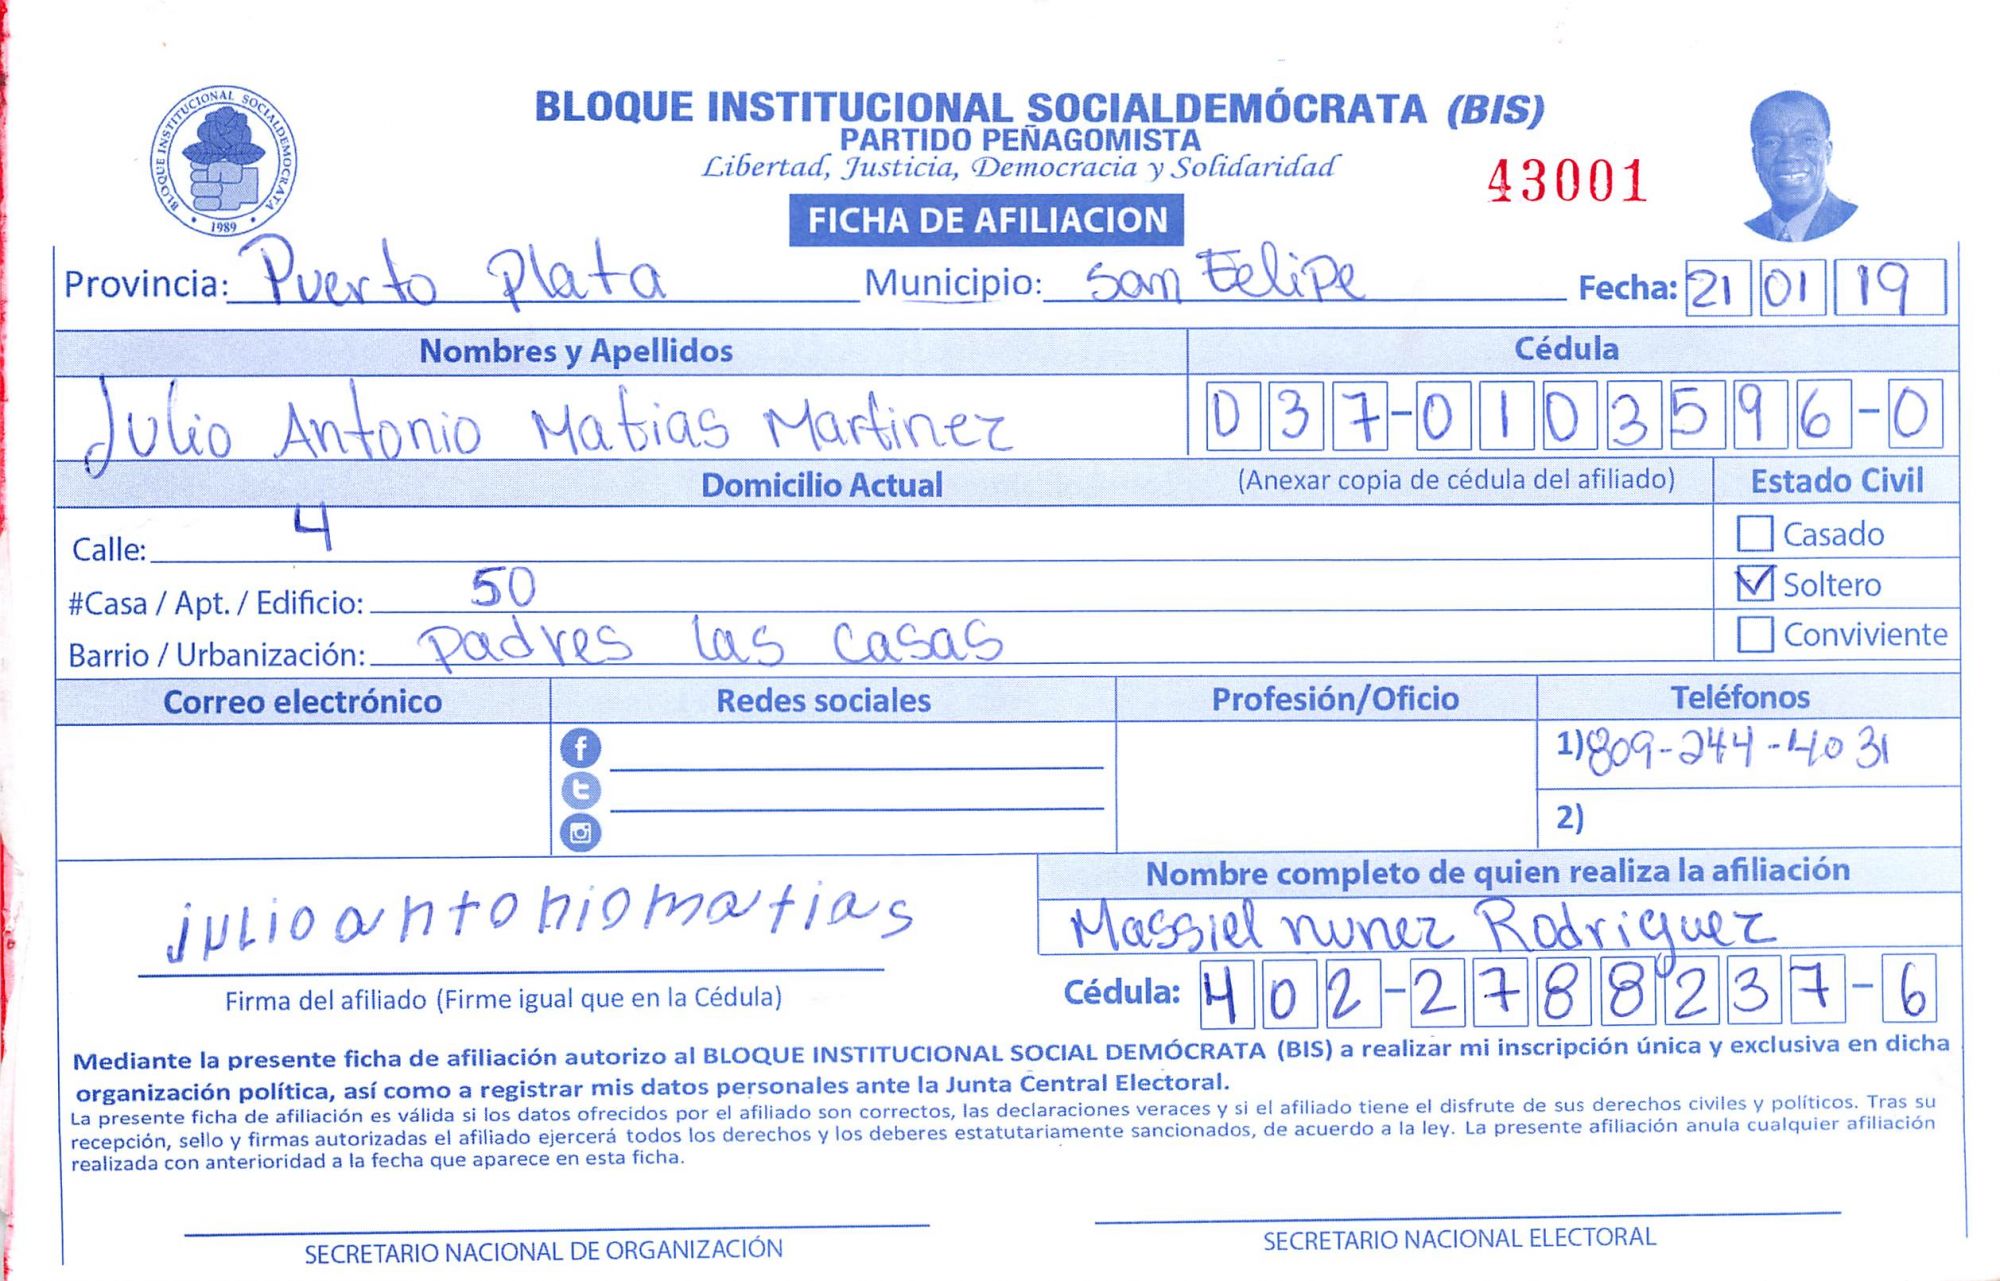 BLOQUE INSTITUCIONAL SOCIALDEMÓCRATA
1989
BLOQUE INSTITUCIONAL SOCIALDEMÓCRATA (BIS)
PARTIDO PEÑAGOMISTA
Libertad, Justicia, Democracia y Solidaridad
43001
FICHA DE AFILIACION
Provincia: Puerto Plata Municipio: San Felipe Fecha: 21 01 19
Nombres y Apellidos Cédula
Julio Antonio Matias Martinez 037-0103596-0
Domicilio Actual (Anexar copia de cédula del afiliado) Estado Civil
Calle: 4 Casado
#Casa / Apt. / Edificio: 50 Soltero
Barrio / Urbanización: Padres las Casas Conviviente
Correo electrónico Redes sociales Profesión/Oficio Teléfonos
1) 809-244-4031
2)
Nombre completo de quien realiza la afiliación
julio antonio matias Massiel nunez Rodriguez
Firma del afiliado (Firme igual que en la Cédula) Cédula: 402-2788237-6
Mediante la presente ficha de afiliación autorizo al BLOQUE INSTITUCIONAL SOCIAL DEMÓCRATA (BIS) a realizar mi inscripción única y exclusiva en dicha
organización política, así como a registrar mis datos personales ante la Junta Central Electoral.
La presente ficha de afiliación es válida si los datos ofrecidos por el afiliado son correctos, las declaraciones veraces y si el afiliado tiene el disfrute de sus derechos civiles y políticos. Tras su
recepción, sello y firmas autorizadas el afiliado ejercerá todos los derechos y los deberes estatutariamente sancionados, de acuerdo a la ley. La presente afiliación anula cualquier afiliación
realizada con anterioridad a la fecha que aparece en esta ficha.
SECRETARIO NACIONAL DE ORGANIZACIÓN SECRETARIO NACIONAL ELECTORAL